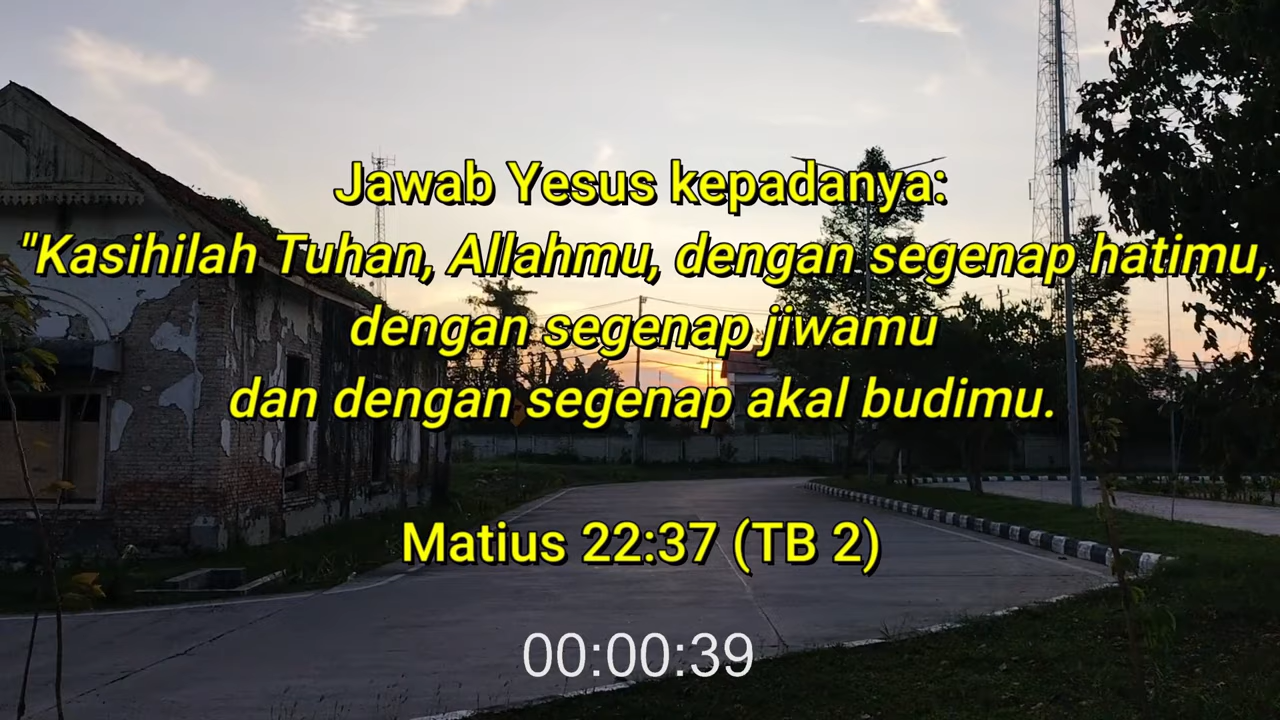 Jawab Yesus kepadanya:
"Kasihilah Tuhan, Allahmu, dengan segenap hatimu,
dengan segenap jiwamu
dan dengan segenap akal budimu.
Matius 22:37 (TB 2)
00:00:39